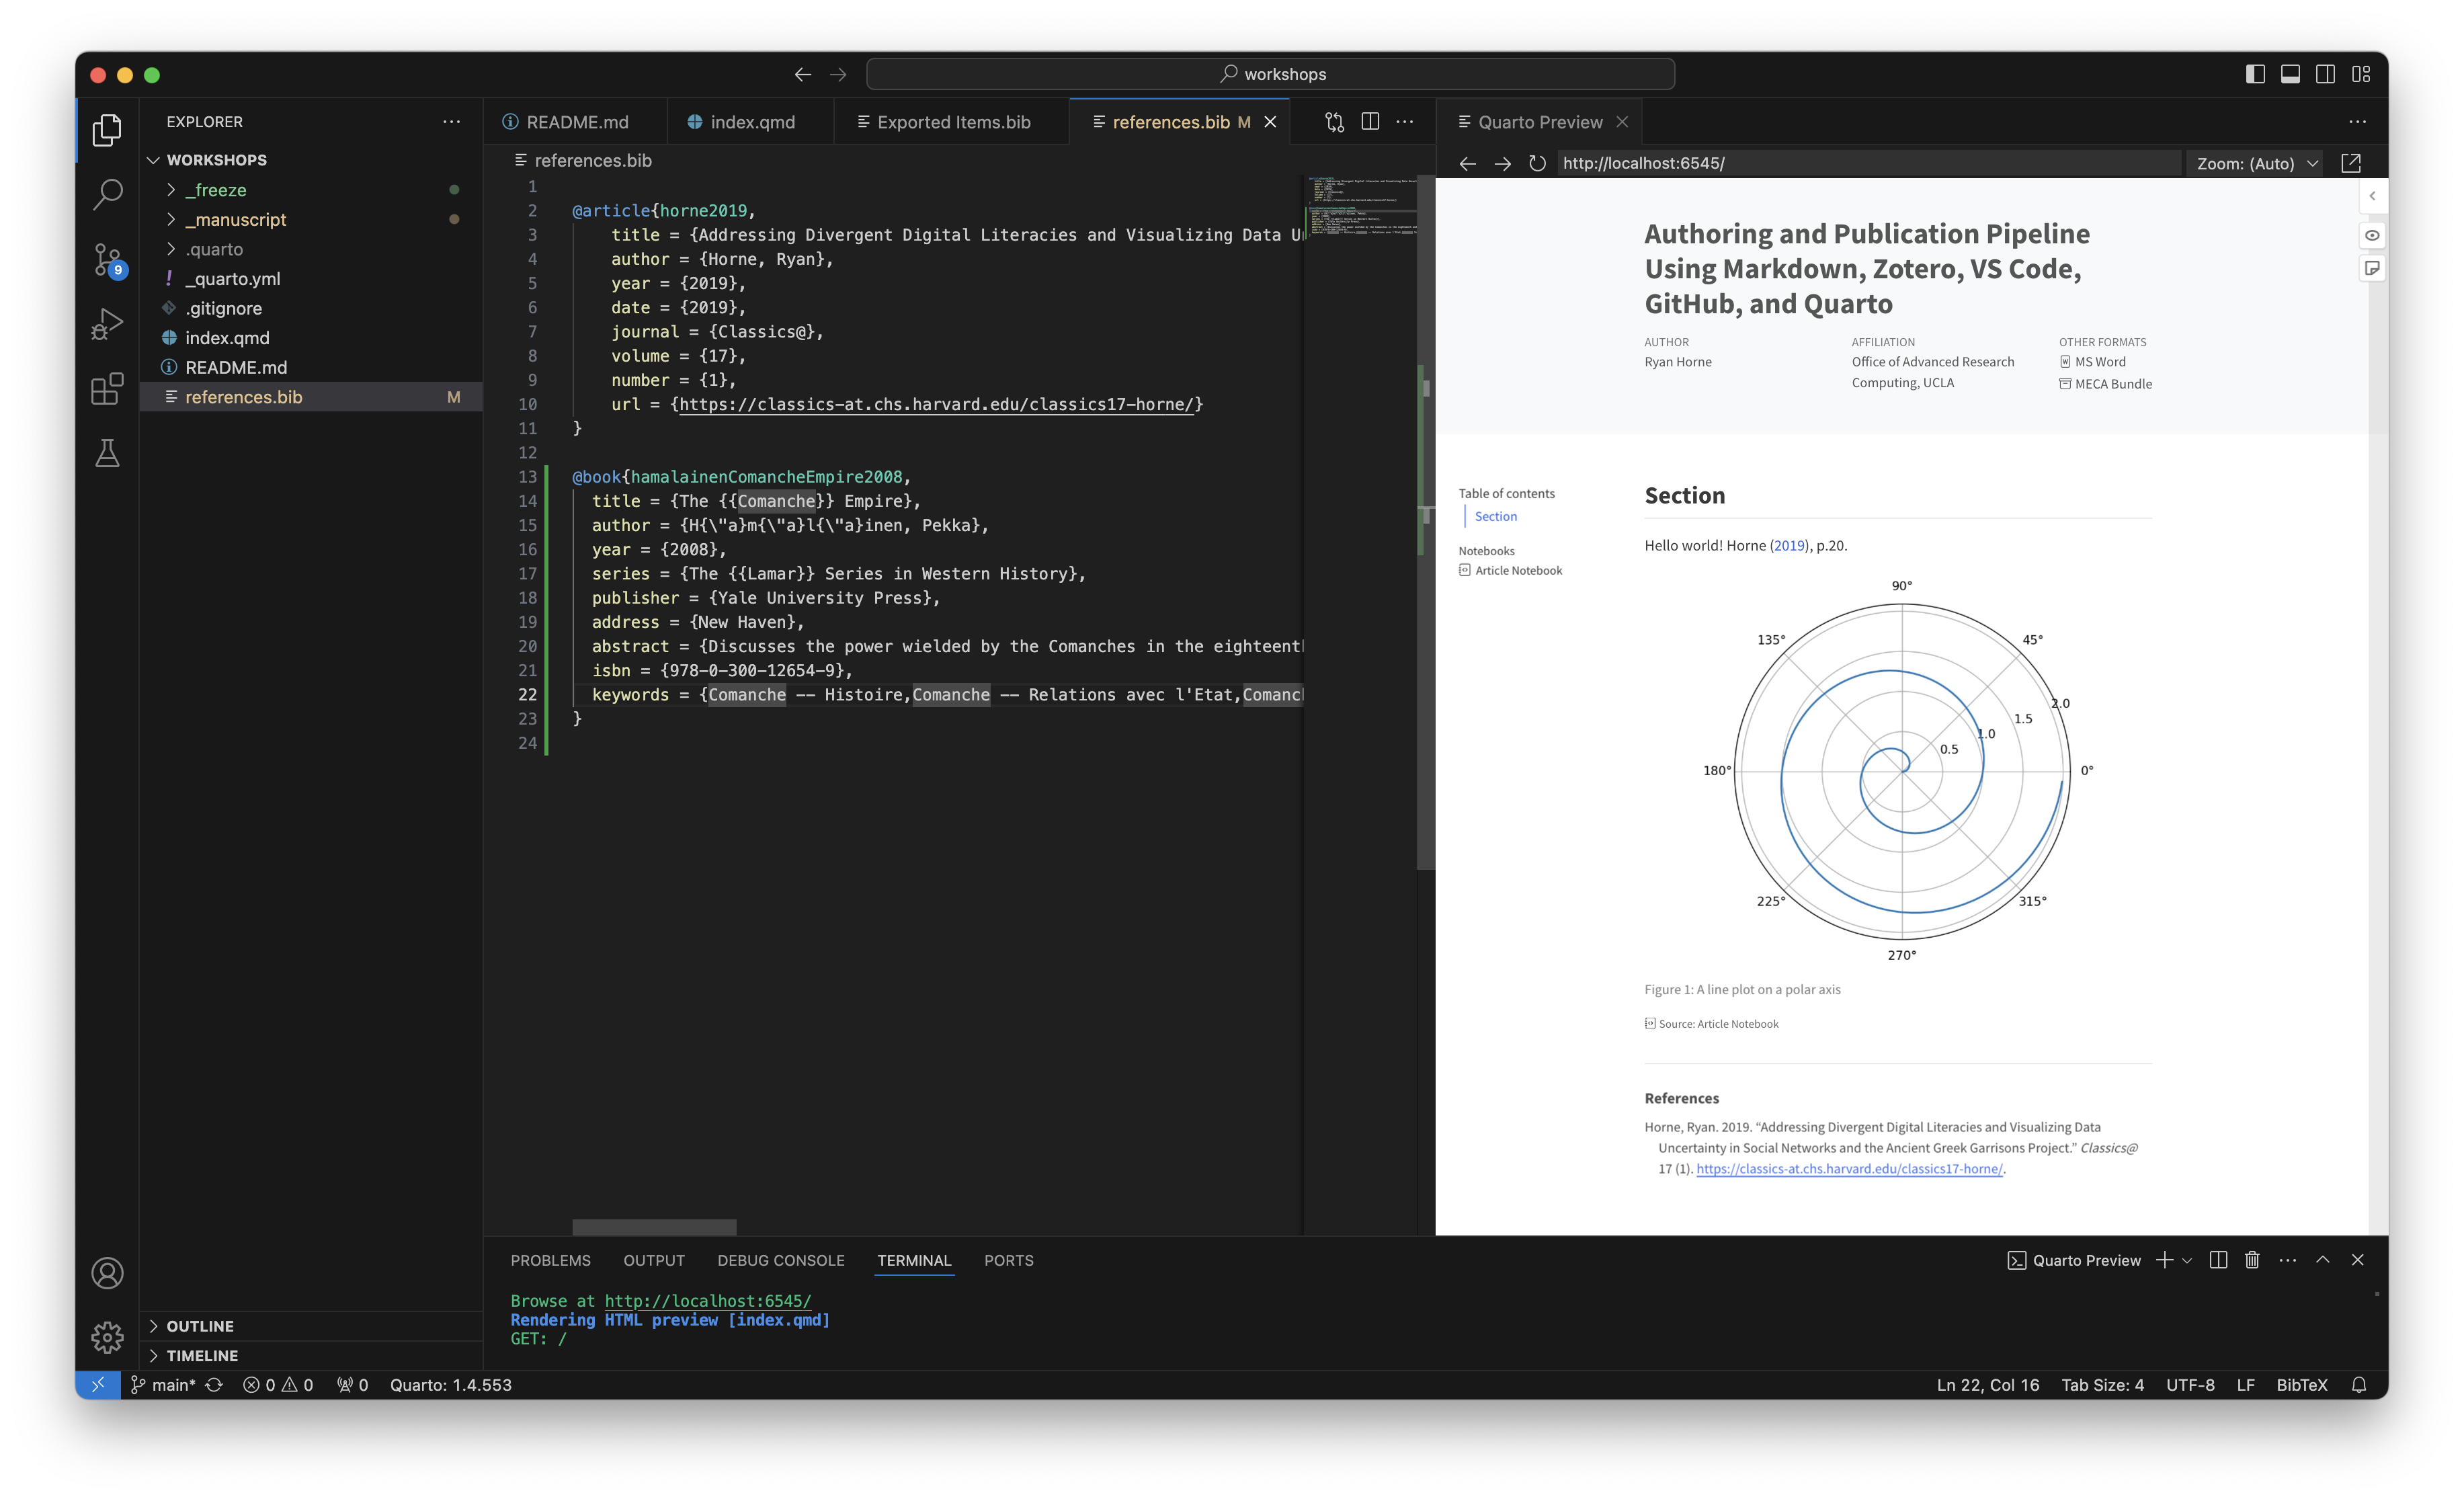 workshops
EXPLORER
WORKSHOPS
_freeze
_manuscript
.quarto
_quarto.yml
.gitignore
index.qmd
README.md
references.bib M
OUTLINE
TIMELINE
9
README.md
index.qmd
Exported Items.bib
references.bib M
references.bib
1
2 @article{horne2019,
3 title = {Addressing Divergent Digital Literacies and Visualizing Data U
4 author = {Horne, Ryan},
5 year = {2019},
6 date = {2019},
7 journal = {Classics@},
8 volume = {17},
9 number = {1},
10 url = {https://classics-at.chs.harvard.edu/classics17-horne/}
11 }
12
13 @book{hamalainenComancheEmpire2008,
14 title = {The {{Comanche}} Empire},
15 author = {H{\"a}m{\"a}l{\"a}inen, Pekka},
16 year = {2008},
17 series = {The {{Lamar}} Series in Western History},
18 publisher = {Yale University Press},
19 address = {New Haven},
20 abstract = {Discusses the power wielded by the Comanches in the eighteent
21 isbn = {978-0-300-12654-9},
22 keywords = {Comanche -- Histoire,Comanche -- Relations avec l'Etat,Comanc
23 }
24
Quarto Preview
http://localhost:6545/
Zoom: (Auto)
Authoring and Publication Pipeline
Using Markdown, Zotero, VS Code,
GitHub, and Quarto
AUTHOR
Ryan Horne
AFFILIATION
Office of Advanced Research
Computing, UCLA
OTHER FORMATS
MS Word
MECA Bundle
Table of contents
Section
Notebooks
Article Notebook
Section
Hello world! Horne (2019), p.20.
90°
135°
45°
2.0
1.5
1.0
0.5
180°
0°
225°
315°
270°
Figure 1: A line plot on a polar axis
Source: Article Notebook
References
Horne, Ryan. 2019. “Addressing Divergent Digital Literacies and Visualizing Data
Uncertainty in Social Networks and the Ancient Greek Garrisons Project.” Classics@
17 (1). https://classics-at.chs.harvard.edu/classics17-horne/.
PROBLEMS OUTPUT DEBUG CONSOLE TERMINAL PORTS
Quarto Preview
Browse at http://localhost:6545/
Rendering HTML preview [index.qmd]
GET: /
main* 0 0 0 Quarto: 1.4.553
Ln 22, Col 16 Tab Size: 4 UTF-8 LF BibTeX